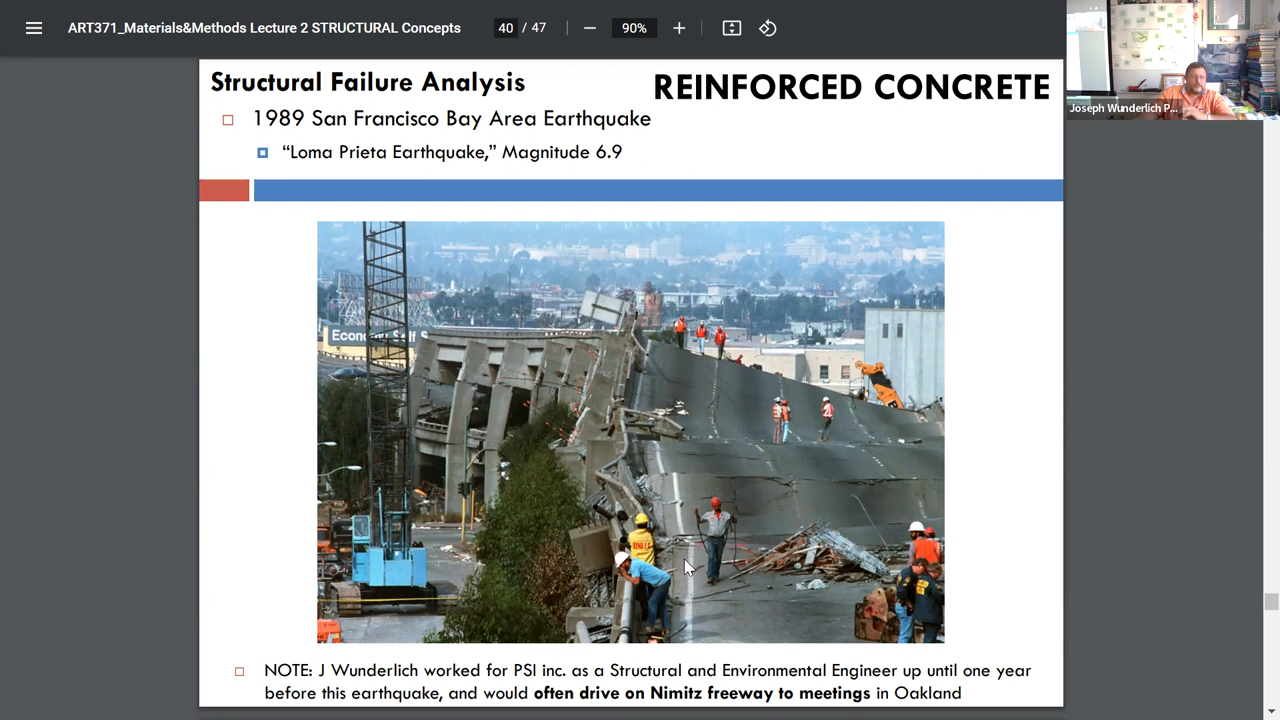 ART371_Materials&Methods Lecture 2 STRUCTURAL Concepts
40 / 47
90%
Joseph Wunderlich P...
Structural Failure Analysis
REINFORCED CONCRETE
1989 San Francisco Bay Area Earthquake
“Loma Prieta Earthquake,” Magnitude 6.9
NOTE: J Wunderlich worked for PSI inc. as a Structural and Environmental Engineer up until one year
before this earthquake, and would often drive on Nimitz freeway to meetings in Oakland